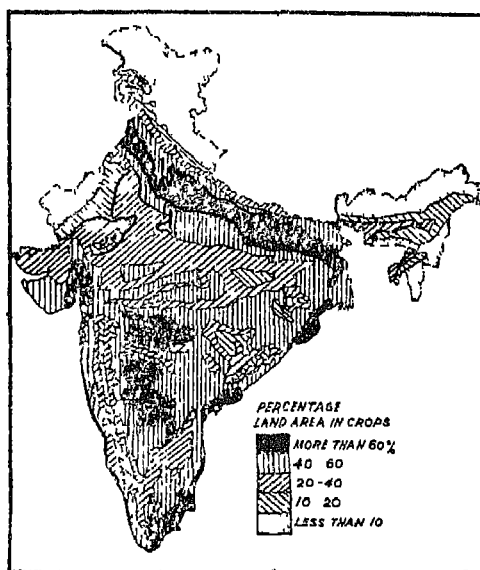 PERCENTAGE
LAND AREA IN CROPS
MORE THAN 60%
40 60
20-40
10 20
LESS THAN 10